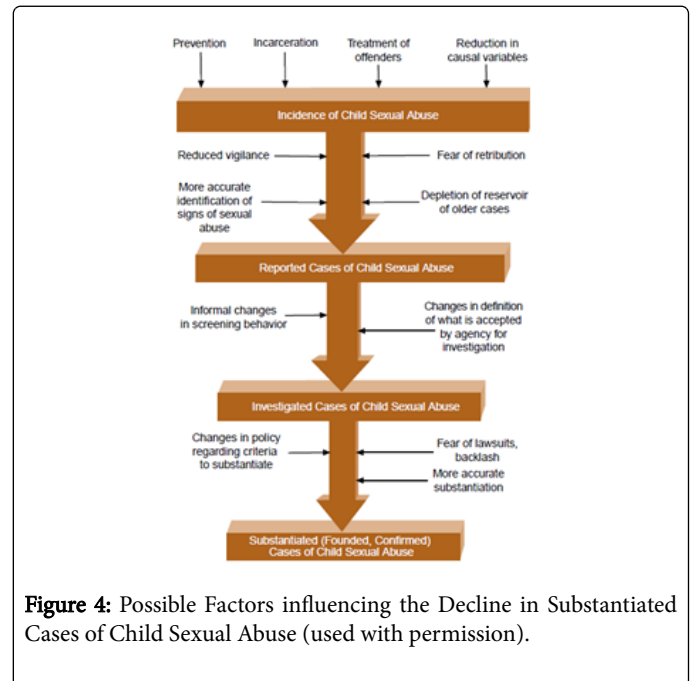 Prevention
Incarceration
Treatment of
offenders
Reduction in
causal variables
Incidence of Child Sexual Abuse
Reduced vigilance
Fear of retribution
More accurate
identification of
signs of sexual
abuse
Depletion of reservoir
of older cases
Reported Cases of Child Sexual Abuse
Informal changes
in screening behavior
Changes in definition
of what is accepted
by agency for
investigation
Investigated Cases of Child Sexual Abuse
Changes in policy
regarding criteria
to substantiate
Fear of lawsuits,
backlash
More accurate
substantiation
Substantiated (Founded, Confirmed)
Cases of Child Sexual Abuse
Figure 4: Possible Factors influencing the Decline in Substantiated
Cases of Child Sexual Abuse (used with permission).